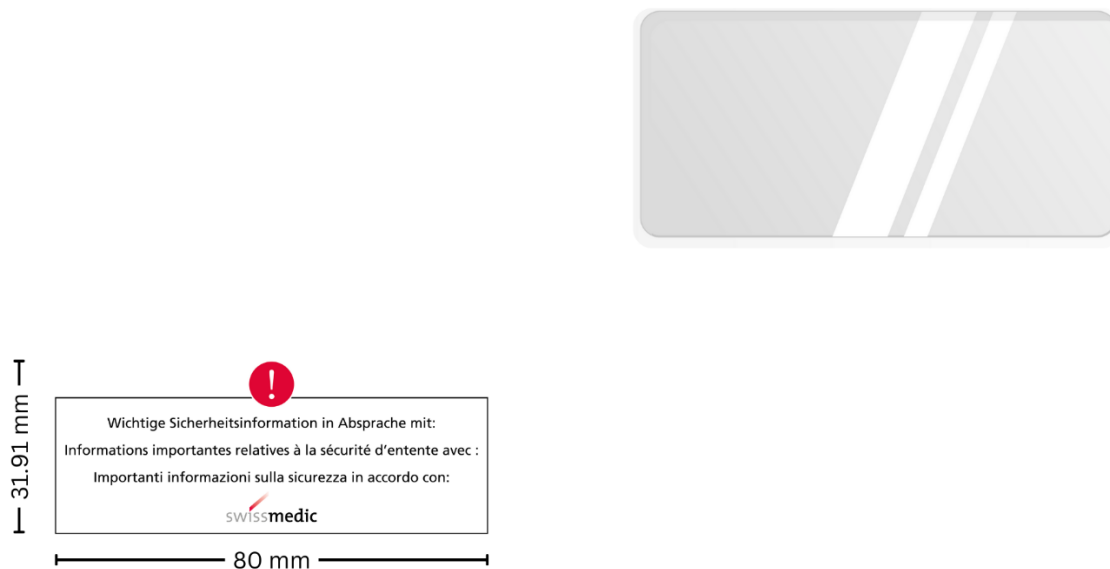 !
Wichtige Sicherheitsinformation in Absprache mit:
Informations importantes relatives à la sécurité d'entente avec :
Importanti informazioni sulla sicurezza in accordo con:
swissmedic
31.91 mm
80 mm